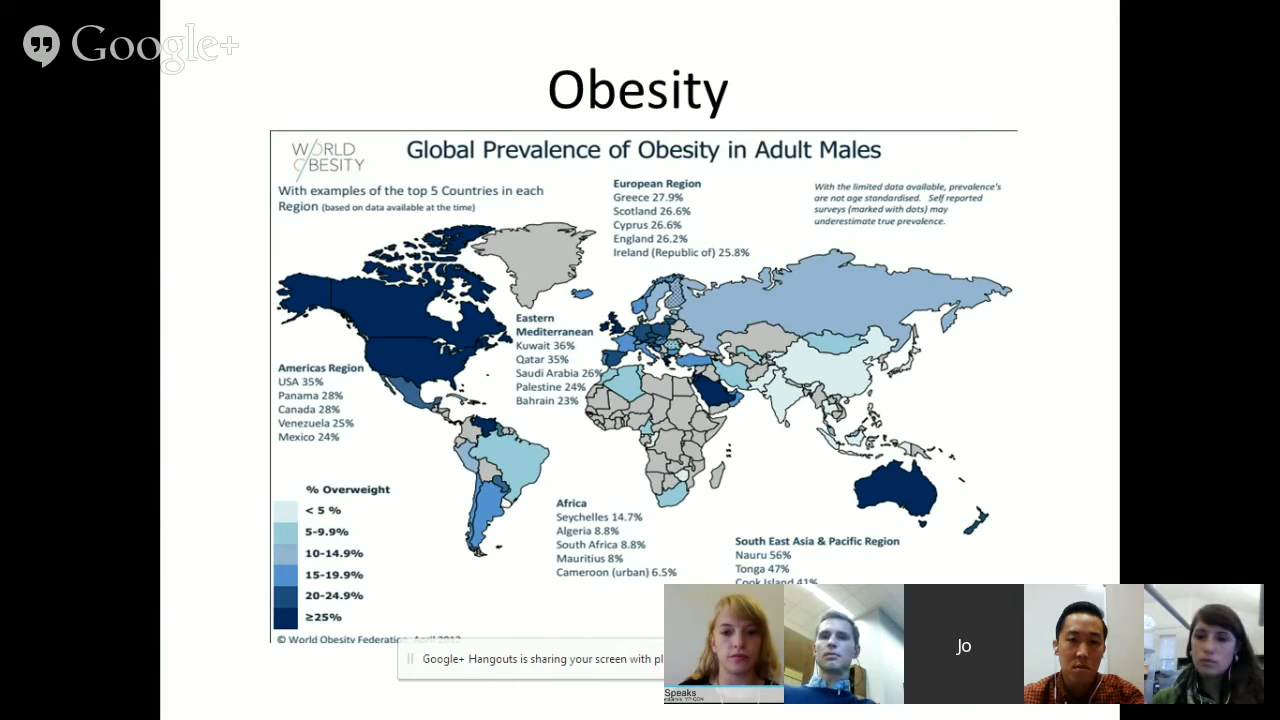 Google+
Obesity
WORLD
OBESITY
Global Prevalence of Obesity in Adult Males
With examples of the top 5 Countries in each
Region (based on data available at the time)
European Region
Greece 27.9%
Scotland 26.6%
Cyprus 26.6%
England 26.2%
Ireland (Republic of) 25.8%
With the limited data available, prevalence's
are not age standardised. Self reported
surveys (marked with dots) may
underestimate true prevalence.
Eastern
Mediterranean
Kuwait 36%
Qatar 35%
Saudi Arabia 26%
Palestine 24%
Bahrain 23%
Americas Region
USA 35%
Panama 28%
Canada 28%
Venezuela 25%
Mexico 24%
% Overweight
< 5 %
5-9.9%
10-14.9%
15-19.9%
20-24.9%
≥25%
Africa
Seychelles 14.7%
Algeria 8.8%
South Africa 8.8%
Mauritius 8%
Cameroon (urban) 6.5%
South East Asia & Pacific Region
Nauru 56%
Tonga 47%
Cook Island 41%
© World Obesity Federation, April 2013
Google+ Hangouts is sharing your screen with pl
Speaks
Jo